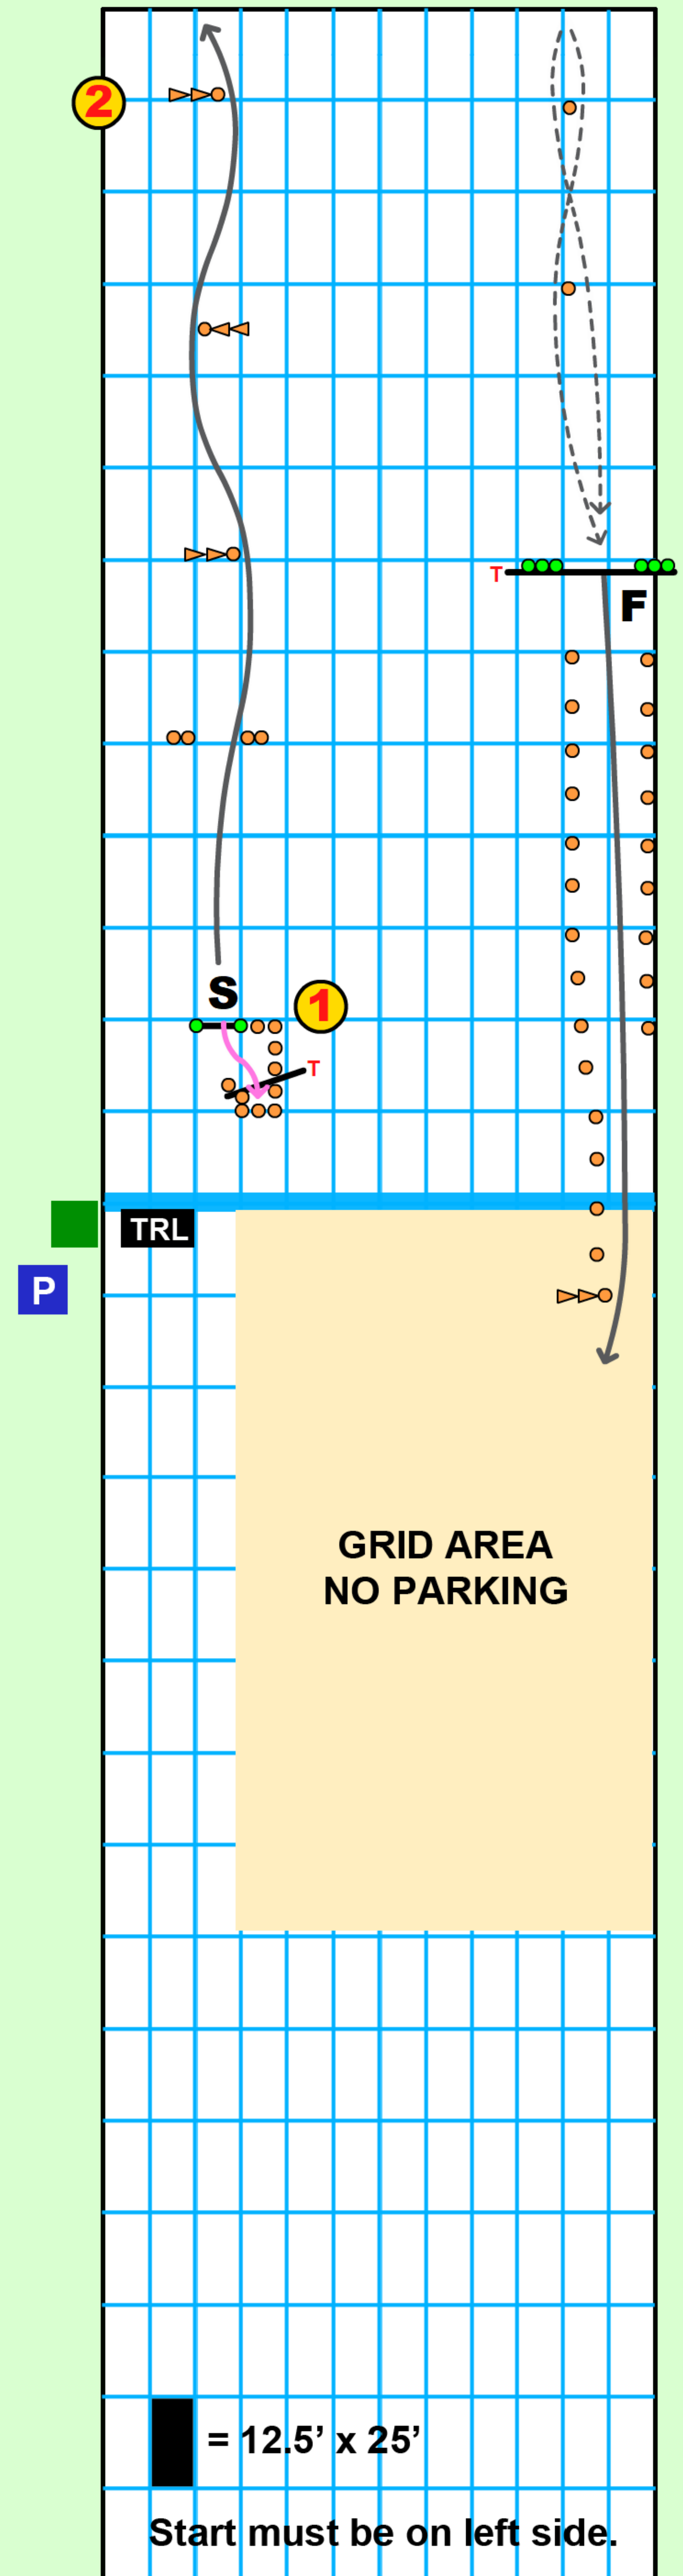 2
T
F
S
1
T
TRL
P
GRID AREA
NO PARKING
= 12.5’ x 25’
Start must be on left side.